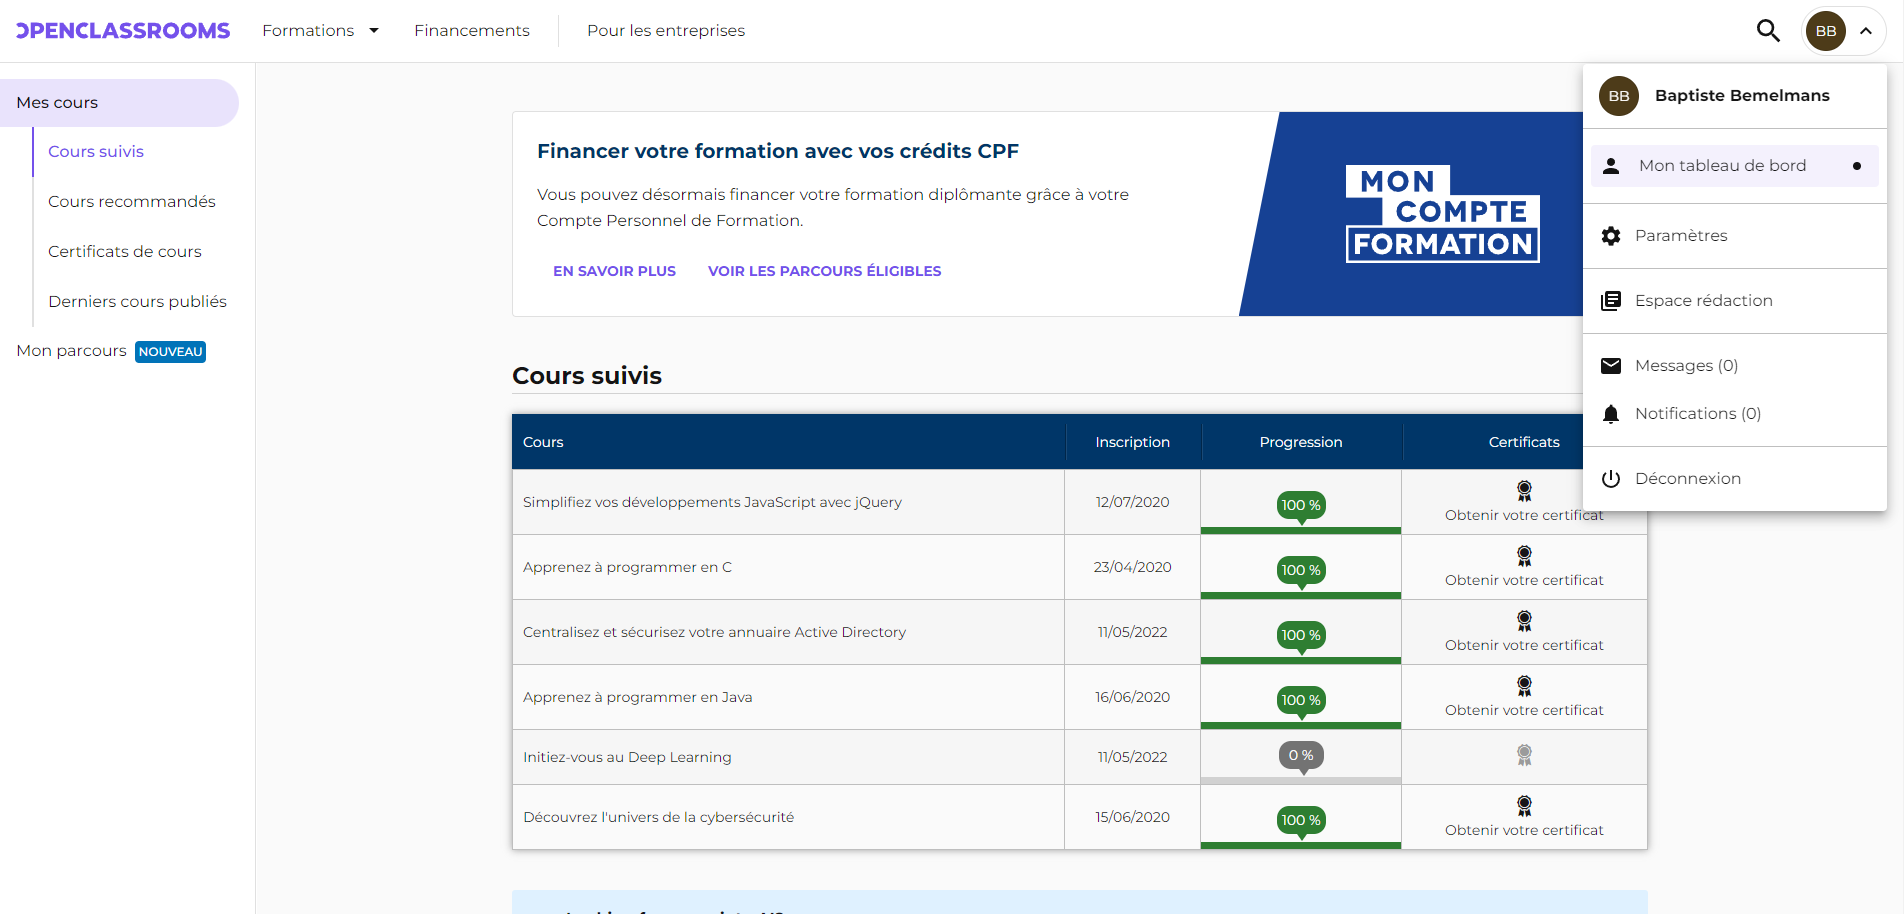 OPENCLASSROOMS Formations Financements Pour les entreprises BB
Mes cours
Cours suivis
Cours recommandés
Certificats de cours
Derniers cours publiés
Mon parcours NOUVEAU
Financer votre formation avec vos crédits CPF
Vous pouvez désormais financer votre formation diplômante grâce à votre
Compte Personnel de Formation.
EN SAVOIR PLUS VOIR LES PARCOURS ÉLIGIBLES
MON
COMPTE
FORMATION
BB Baptiste Bemelmans
Mon tableau de bord
Paramètres
Espace rédaction
Messages (0)
Notifications (0)
Déconnexion
Cours suivis
Cours Inscription Progression Certificats
Simplifiez vos développements JavaScript avec jQuery 12/07/2020 100 % Obtenir votre certificat
Apprenez à programmer en C 23/04/2020 100 % Obtenir votre certificat
Centralisez et sécurisez votre annuaire Active Directory 11/05/2022 100 % Obtenir votre certificat
Apprenez à programmer en Java 16/06/2020 100 % Obtenir votre certificat
Initiez-vous au Deep Learning 11/05/2022 0 %
Découvrez l'univers de la cybersécurité 15/06/2020 100 % Obtenir votre certificat